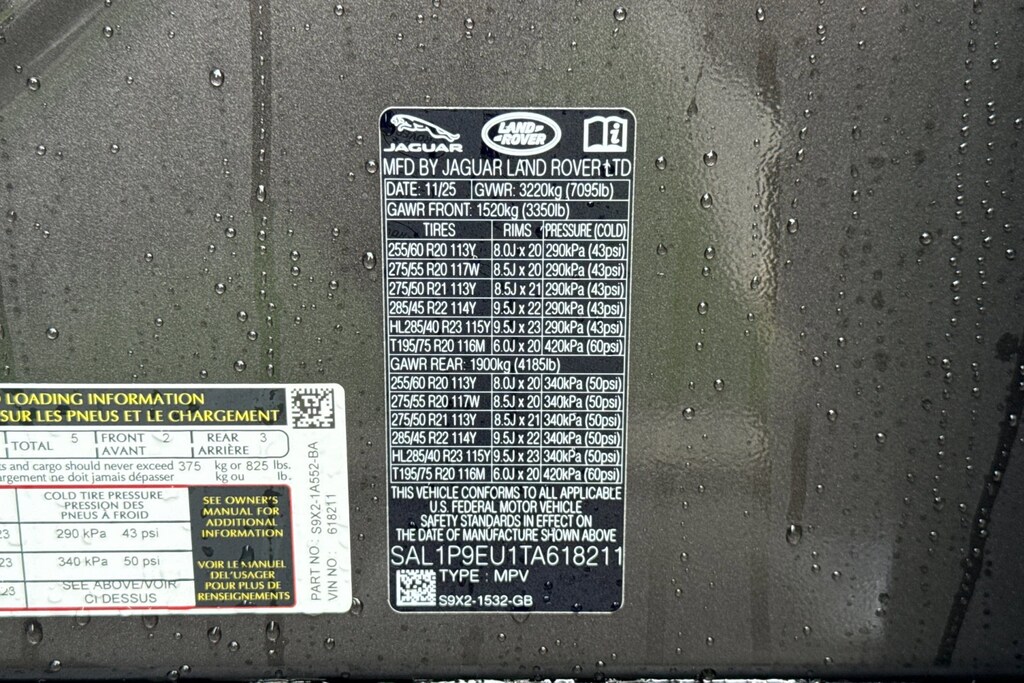 JAGUAR
LAND-
-ROVER
MFD BY JAGUAR LAND ROVER LTD
DATE: 11/25 GVWR: 3220kg (7095lb)
GAWR FRONT: 1520kg (3350lb)
TIRES RIMS PRESSURE (COLD)
255/60 R20 113Y 8.0J x 20 290kPa (43psi)
275/55 R20 117W 8.5J x 20 290kPa (43psi)
275/50 R21 113Y 8.5J x 21 290kPa (43psi)
285/45 R22 114Y 9.5J x 22 290kPa (43psi)
HL285/40 R23 115Y 9.5J x 23 290kPa (43psi)
T195/75 R20 116M 6.0J x 20 420kPa (60psi)
GAWR REAR: 1900kg (4185lb)
255/60 R20 113Y 8.0J x 20 340kPa (50psi)
275/55 R20 117W 8.5J x 20 340kPa (50psi)
275/50 R21 113Y 8.5J x 21 340kPa (50psi)
285/45 R22 114Y 9.5J x 22 340kPa (50psi)
HL285/40 R23 115Y 9.5J x 23 340kPa (50psi)
T195/75 R20 116M 6.0J x 20 420kPa (60psi)
THIS VEHICLE CONFORMS TO ALL APPLICABLE
U.S. FEDERAL MOTOR VEHICLE
SAFETY STANDARDS IN EFFECT ON
THE DATE OF MANUFACTURE SHOWN ABOVE
SAL1P9EU1TA618211
TYPE : MPV
S9X2-1532-GB
LOADING INFORMATION
SUR LES PNEUS ET LE CHARGEMENT
TOTAL 5 FRONT 2 REAR 3
AVANT ARRIÈRE
and cargo should never exceed 375 kg or 825 lbs.
ne doit jamais dépasser kg ou lb.
COLD TIRE PRESSURE
PRESSION DES
PNEUS À FROID
23 290 kPa 43 psi
23 340 kPa 50 psi
SEE ABOVE/VOIR
CI-DESSUS
SEE OWNER'S
MANUAL FOR
ADDITIONAL
INFORMATION
VOIR LE MANUEL
DE L'USAGER
POUR PLUS DE
RENSEIGNEMENTS
PART NO: S9X2-1A552-BA
VIN NO : 618211